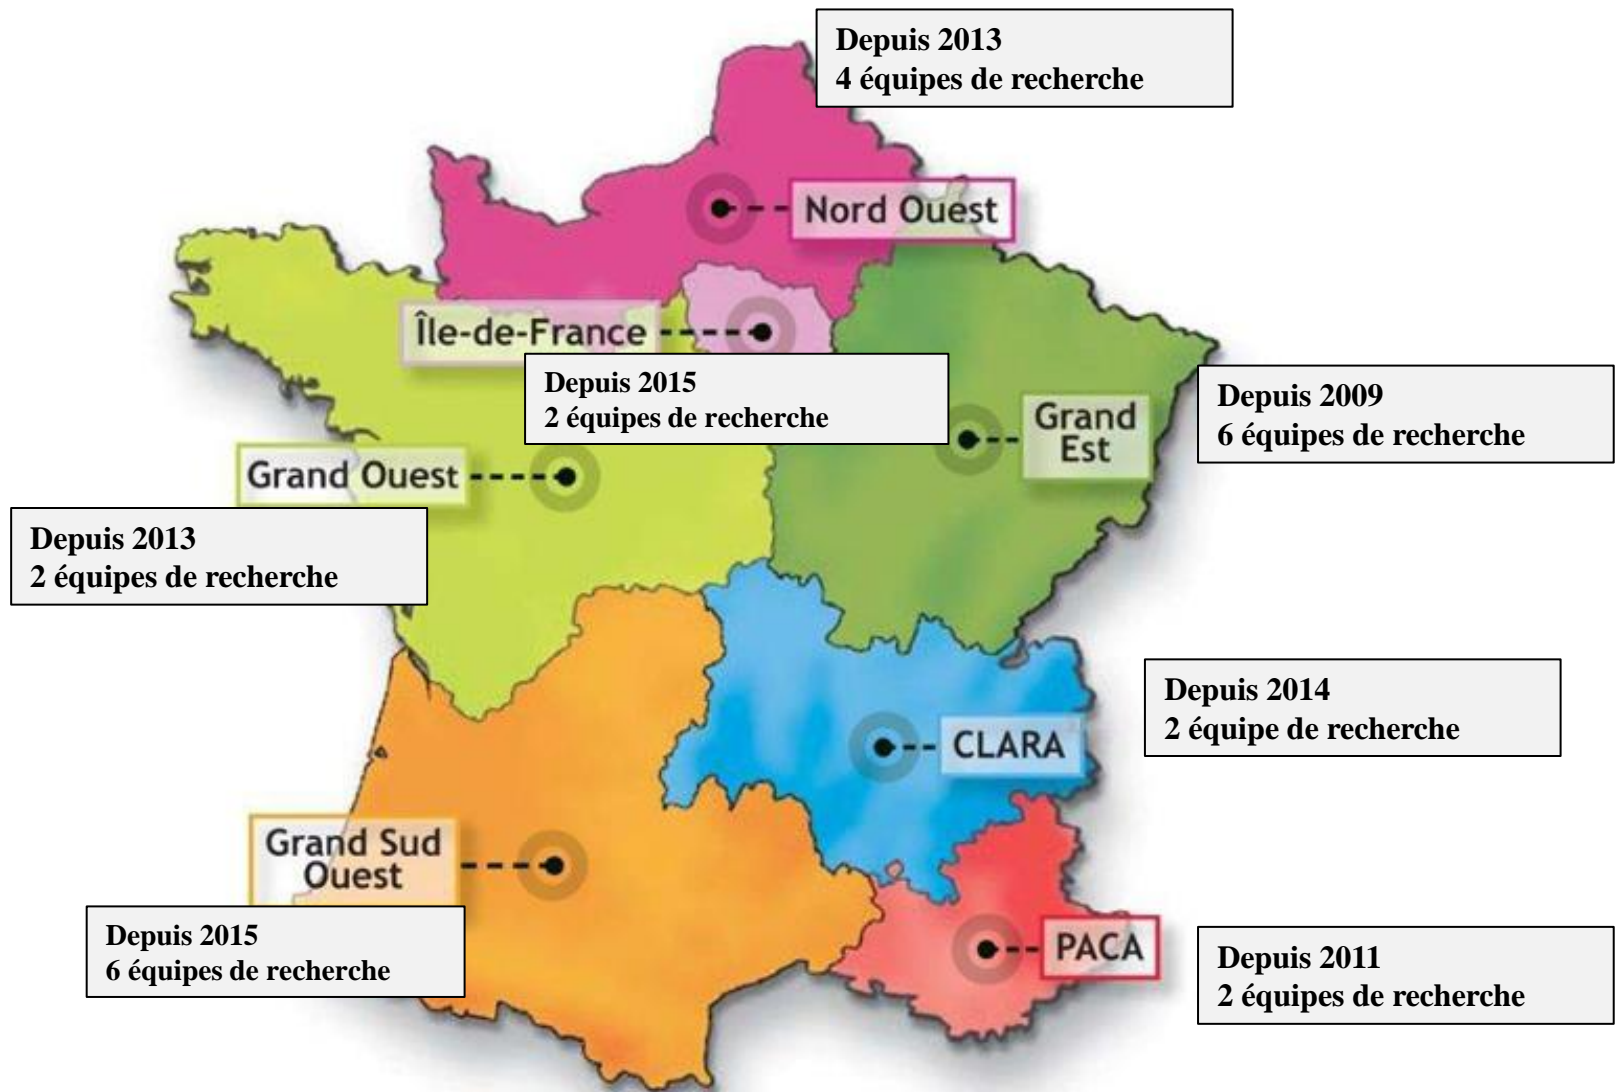 Depuis 2013
4 équipes de recherche
Nord Ouest
Île-de-France
Depuis 2015
2 équipes de recherche
Grand
Est
Depuis 2009
6 équipes de recherche
Grand Ouest
Depuis 2013
2 équipes de recherche
Depuis 2014
2 équipe de recherche
CLARA
Grand Sud
Ouest
Depuis 2015
6 équipes de recherche
PACA
Depuis 2011
2 équipes de recherche